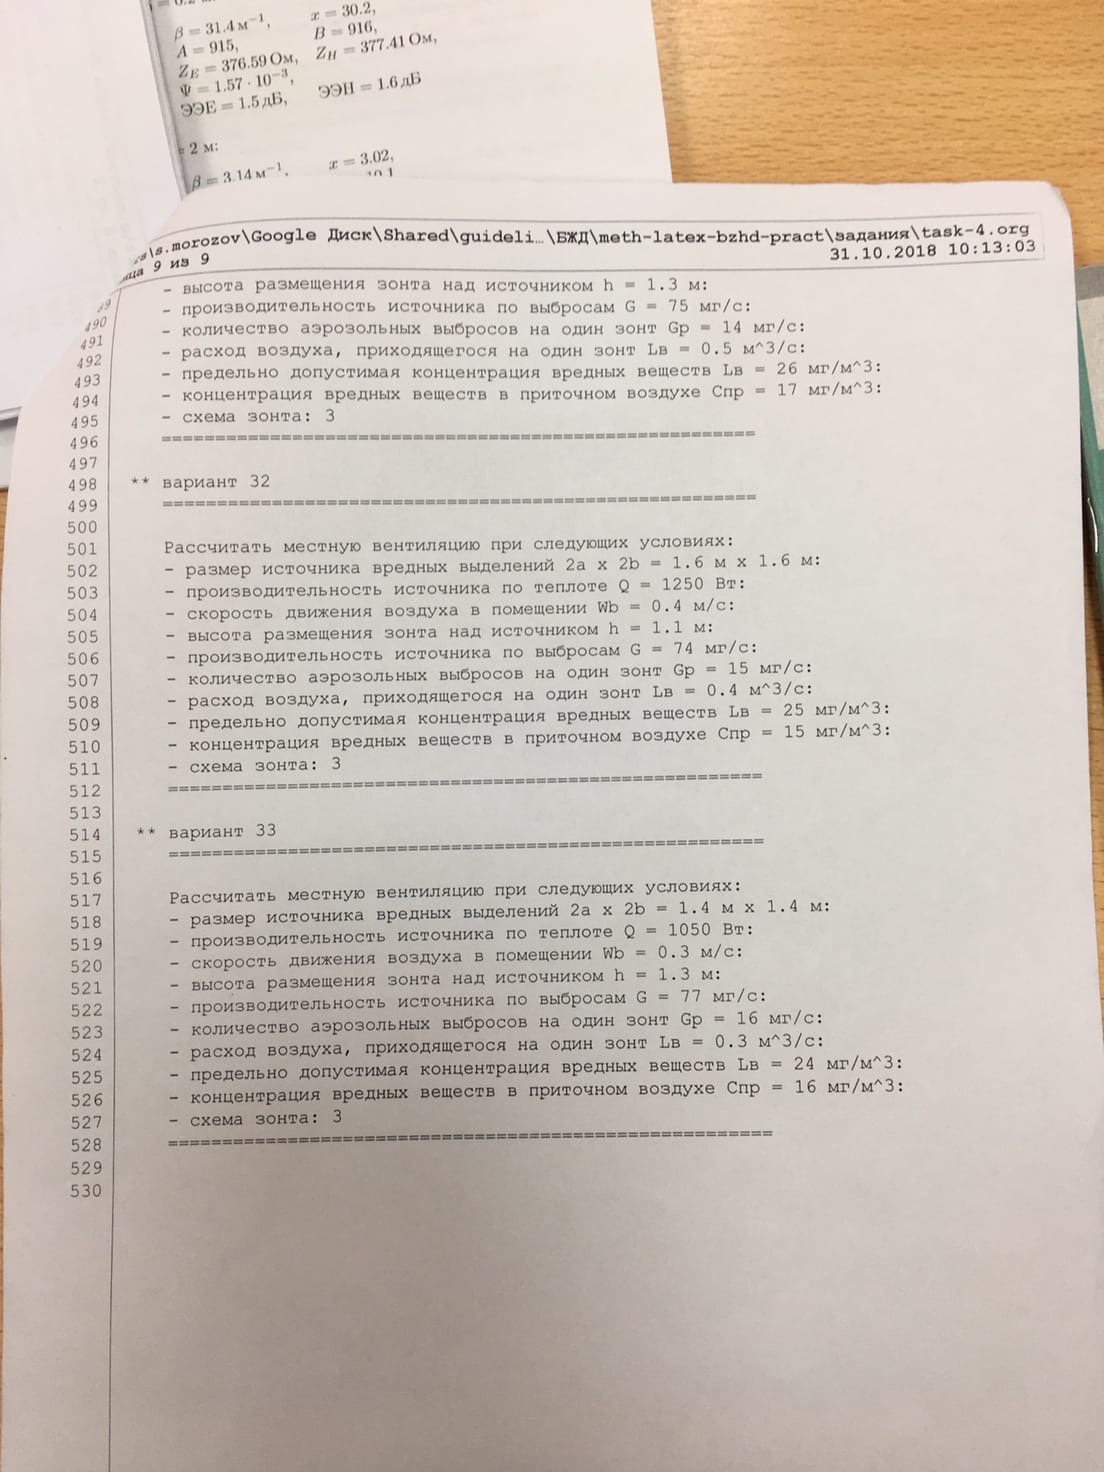 β = 31.4 м⁻¹, x = 30.2,
A = 915, B = 916,
Z_E = 376.59 Ом, Z_H = 377.41 Ом,
Ψ = 1.57 · 10⁻³,
ЭЭЕ = 1.5 дБ, ЭЭН = 1.6 дБ
= 2 м:
β = 3.14 м⁻¹, x = 3.02,
\s.morozov\Google Диск\Shared\guideli…\БЖД\meth-latex-bzhd-pract\задания\task-4.org
9 из 9 31.10.2018 10:13:03
- высота размещения зонта над источником h = 1.3 м:
490 - производительность источника по выбросам G = 75 мг/с:
491 - количество аэрозольных выбросов на один зонт Gp = 14 мг/с:
492 - расход воздуха, приходящегося на один зонт Lв = 0.5 м^3/с:
493 - предельно допустимая концентрация вредных веществ Lв = 26 мг/м^3:
494 - концентрация вредных веществ в приточном воздухе Cпр = 17 мг/м^3:
495 - схема зонта: 3
496 =======================================================
497
498 ** вариант 32
499 =======================================================
500
501 Рассчитать местную вентиляцию при следующих условиях:
502 - размер источника вредных выделений 2a x 2b = 1.6 м x 1.6 м:
503 - производительность источника по теплоте Q = 1250 Вт:
504 - скорость движения воздуха в помещении Wb = 0.4 м/с:
505 - высота размещения зонта над источником h = 1.1 м:
506 - производительность источника по выбросам G = 74 мг/с:
507 - количество аэрозольных выбросов на один зонт Gp = 15 мг/с:
508 - расход воздуха, приходящегося на один зонт Lв = 0.4 м^3/с:
509 - предельно допустимая концентрация вредных веществ Lв = 25 мг/м^3:
510 - концентрация вредных веществ в приточном воздухе Cпр = 15 мг/м^3:
511 - схема зонта: 3
512 =======================================================
513
514 ** вариант 33
515 =======================================================
516
517 Рассчитать местную вентиляцию при следующих условиях:
518 - размер источника вредных выделений 2a x 2b = 1.4 м x 1.4 м:
519 - производительность источника по теплоте Q = 1050 Вт:
520 - скорость движения воздуха в помещении Wb = 0.3 м/с:
521 - высота размещения зонта над источником h = 1.3 м:
522 - производительность источника по выбросам G = 77 мг/с:
523 - количество аэрозольных выбросов на один зонт Gp = 16 мг/с:
524 - расход воздуха, приходящегося на один зонт Lв = 0.3 м^3/с:
525 - предельно допустимая концентрация вредных веществ Lв = 24 мг/м^3:
526 - концентрация вредных веществ в приточном воздухе Cпр = 16 мг/м^3:
527 - схема зонта: 3
528 =======================================================
529
530